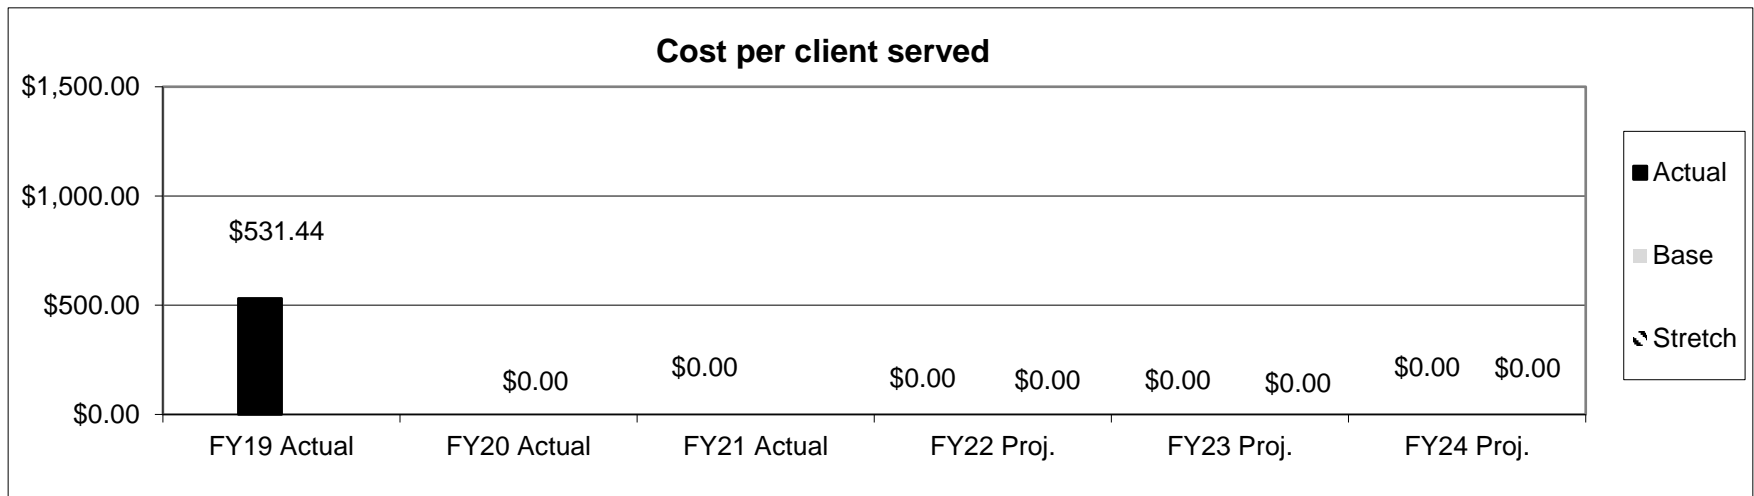 Cost per client served
$1,500.00
$1,000.00
$500.00
$0.00
$531.44
$0.00
$0.00
$0.00
$0.00
$0.00
$0.00
$0.00
$0.00
FY19 Actual
FY20 Actual
FY21 Actual
FY22 Proj.
FY23 Proj.
FY24 Proj.
Actual
Base
Stretch